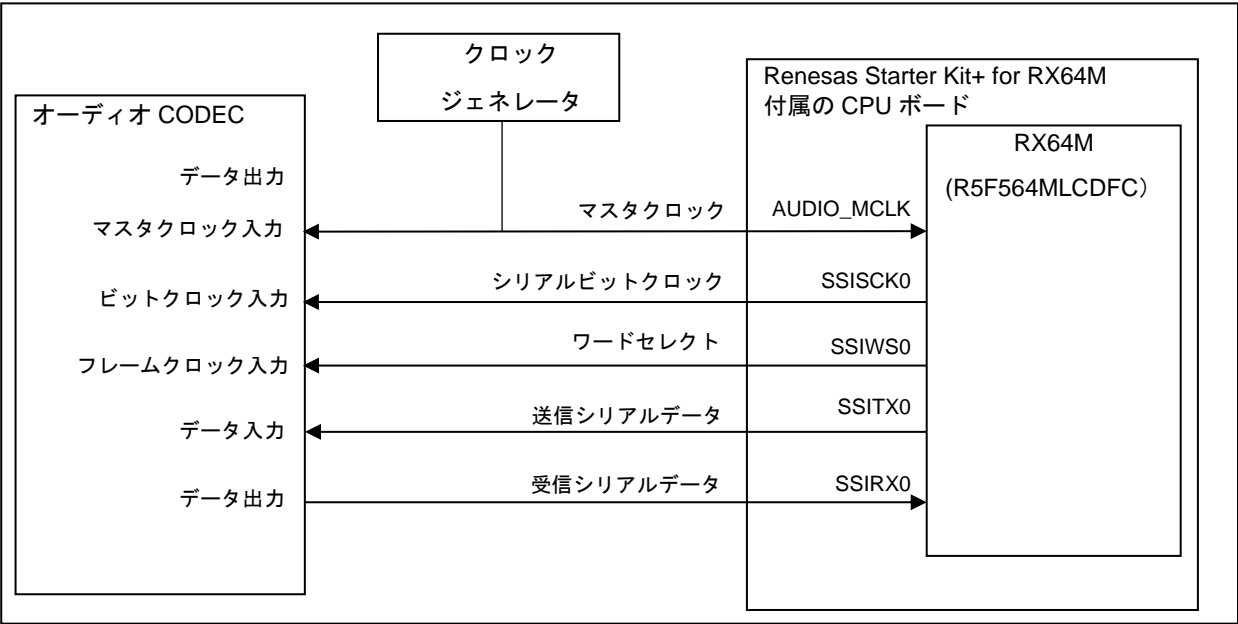 クロック
ジェネレータ
Renesas Starter Kit+ for RX64M
付属の CPU ボード
オーディオ CODEC
RX64M
(R5F564MLCDFC）
データ出力
マスタクロック入力
マスタクロック
AUDIO_MCLK
ビットクロック入力
シリアルビットクロック
SSISCK0
フレームクロック入力
ワードセレクト
SSIWS0
データ入力
送信シリアルデータ
SSITX0
データ出力
受信シリアルデータ
SSIRX0